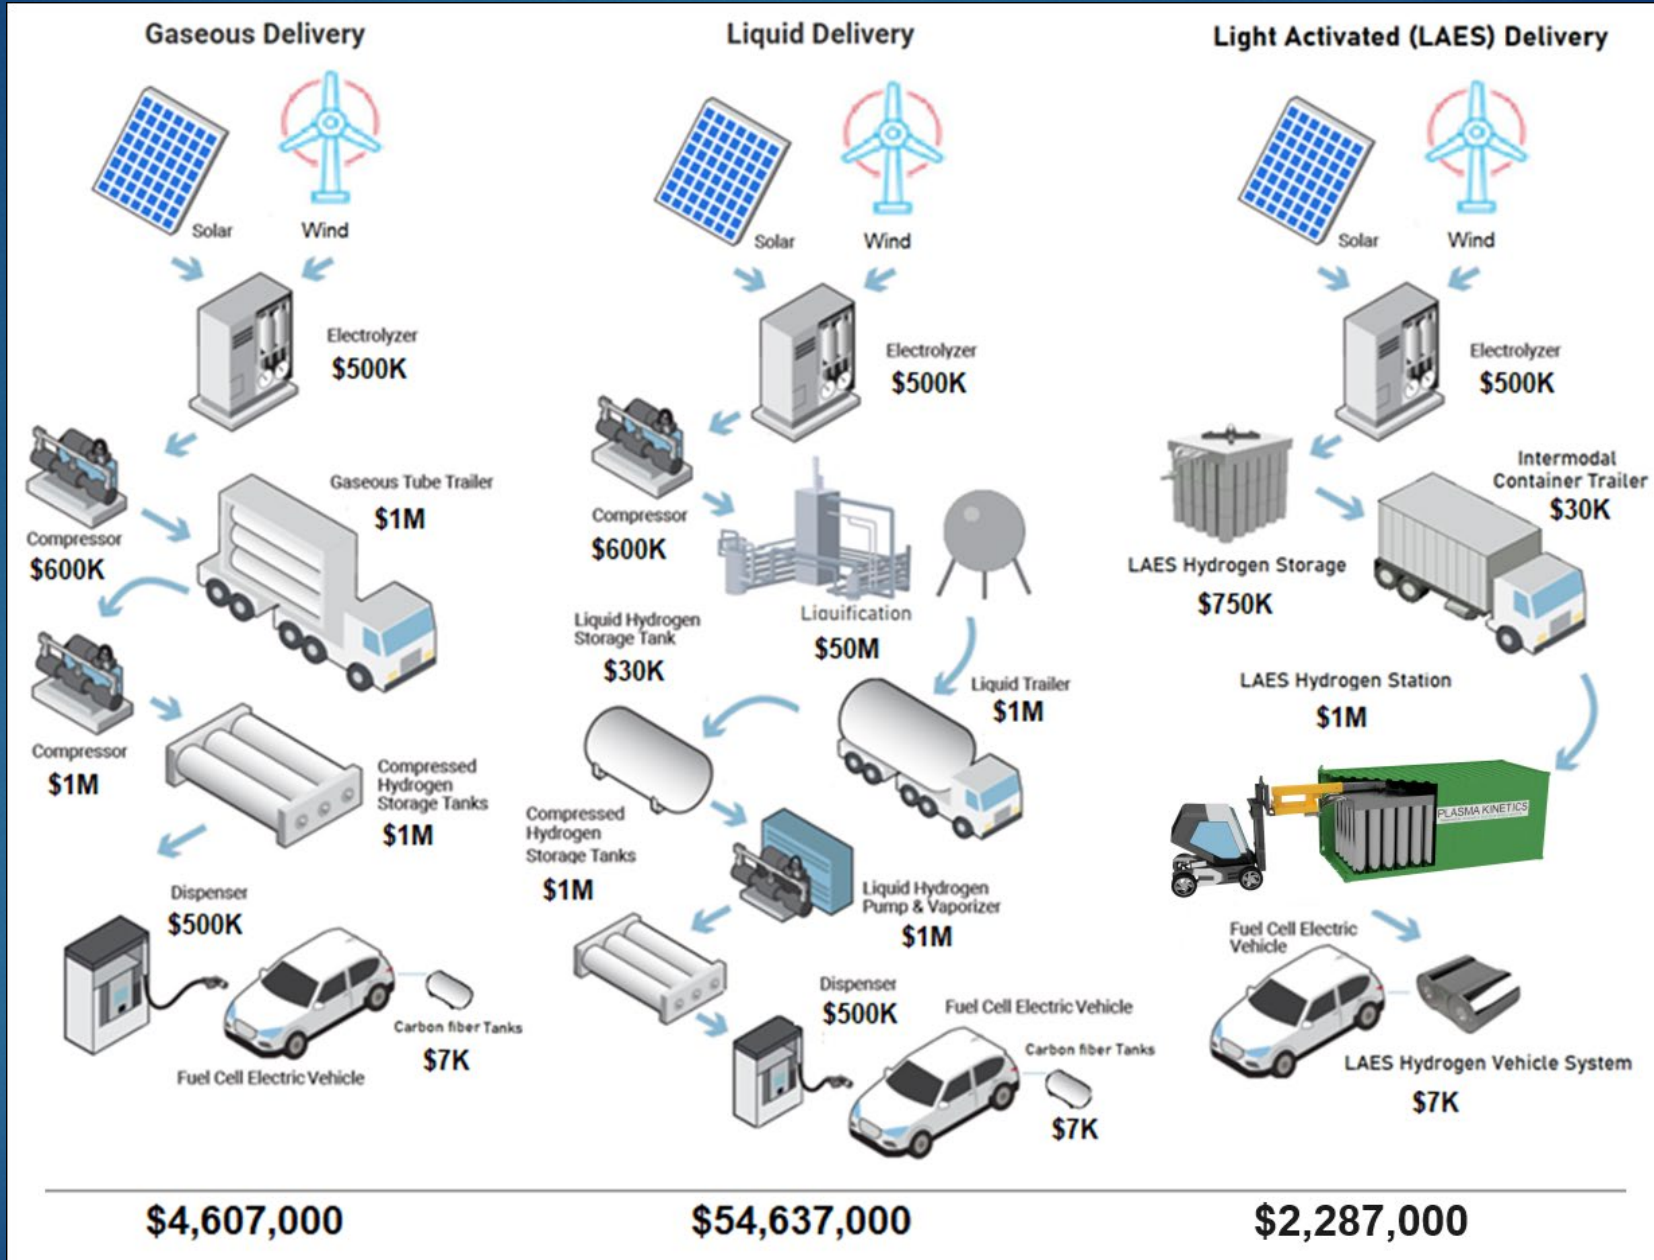 Gaseous Delivery
Solar
Wind
Electrolyzer
$500K
Compressor
$600K
Gaseous Tube Trailer
$1M
Compressor
$1M
Compressed
Hydrogen
Storage Tanks
$1M
Dispenser
$500K
Fuel Cell Electric Vehicle
Carbon fiber Tanks
$7K
$4,607,000
Liquid Delivery
Solar
Wind
Electrolyzer
$500K
Compressor
$600K
Liquification
$50M
Liquid Trailer
$1M
Liquid Hydrogen
Storage Tank
$30K
Liquid Hydrogen
Pump & Vaporizer
$1M
Compressed
Hydrogen
Storage Tanks
$1M
Dispenser
$500K
Fuel Cell Electric Vehicle
Carbon fiber Tanks
$7K
$54,637,000
Light Activated (LAES) Delivery
Solar
Wind
Electrolyzer
$500K
LAES Hydrogen Storage
$750K
Intermodal
Container Trailer
$30K
LAES Hydrogen Station
$1M
PLASMA KINETICS
Fuel Cell Electric
Vehicle
LAES Hydrogen Vehicle System
$7K
$2,287,000